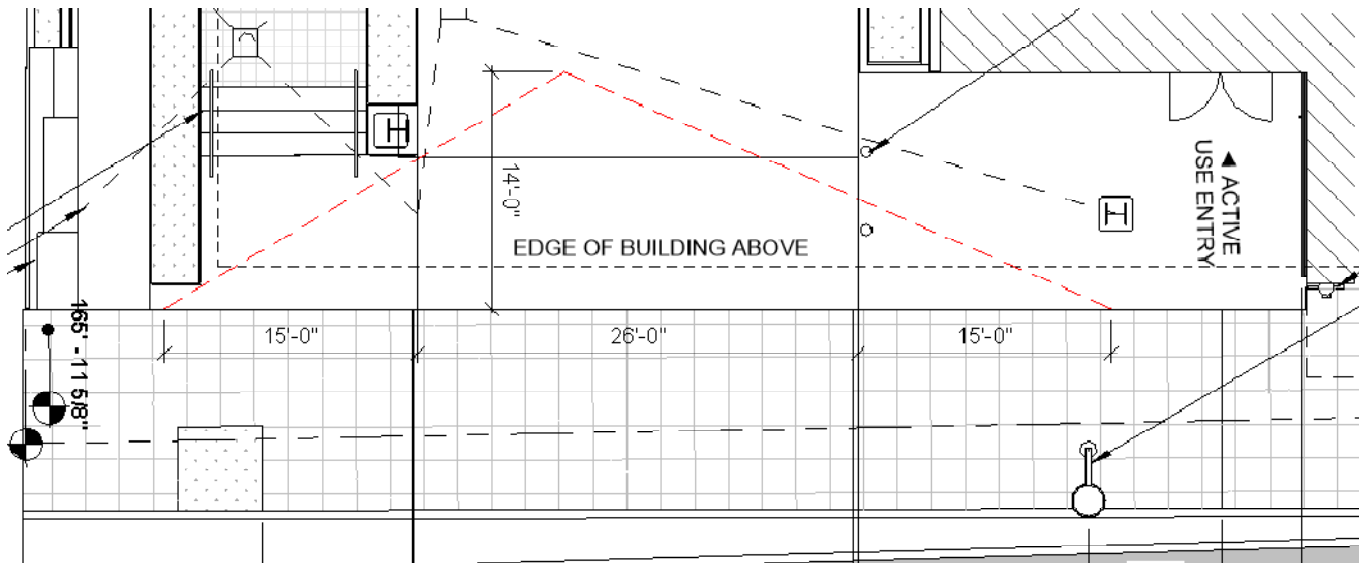 14'-0"
◄ ACTIVE
USE ENTRY
EDGE OF BUILDING ABOVE
165' - 11 5/8"
15'-0"
26'-0"
15'-0"